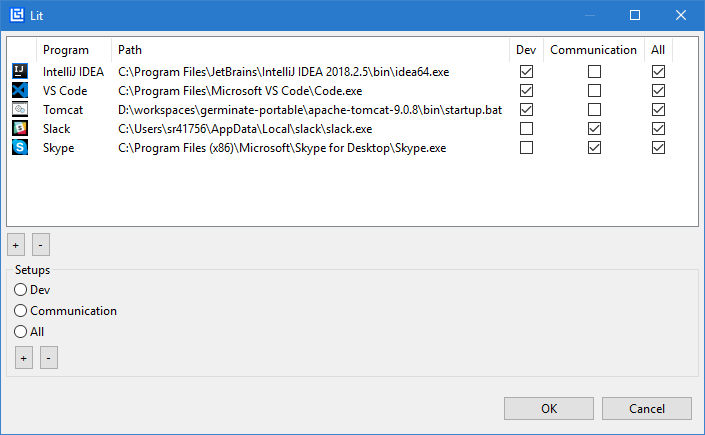 Lit
Program Path Dev Communication All
IntelliJ IDEA C:\Program Files\JetBrains\IntelliJ IDEA 2018.2.5\bin\idea64.exe
VS Code C:\Program Files\Microsoft VS Code\Code.exe
Tomcat D:\workspaces\germinate-portable\apache-tomcat-9.0.8\bin\startup.bat
Slack C:\Users\sr41756\AppData\Local\slack\slack.exe
Skype C:\Program Files (x86)\Microsoft\Skype for Desktop\Skype.exe
+ -
Setups
Dev
Communication
All
+ -
OK Cancel